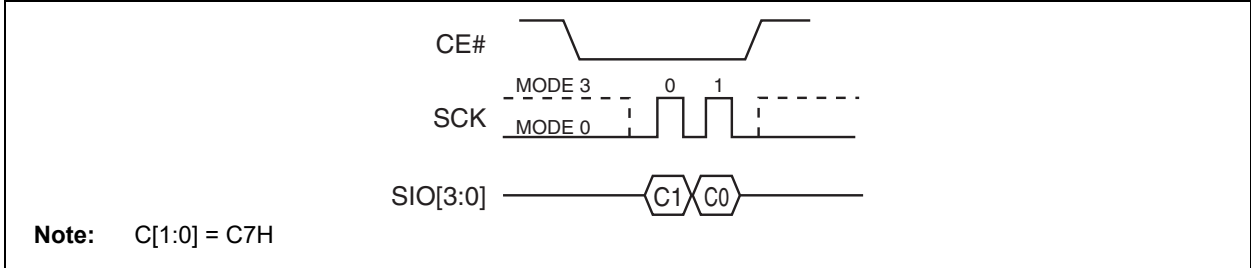 CE#
MODE 3 0 1
SCK
MODE 0
SIO[3:0] C1 C0
Note: C[1:0] = C7H